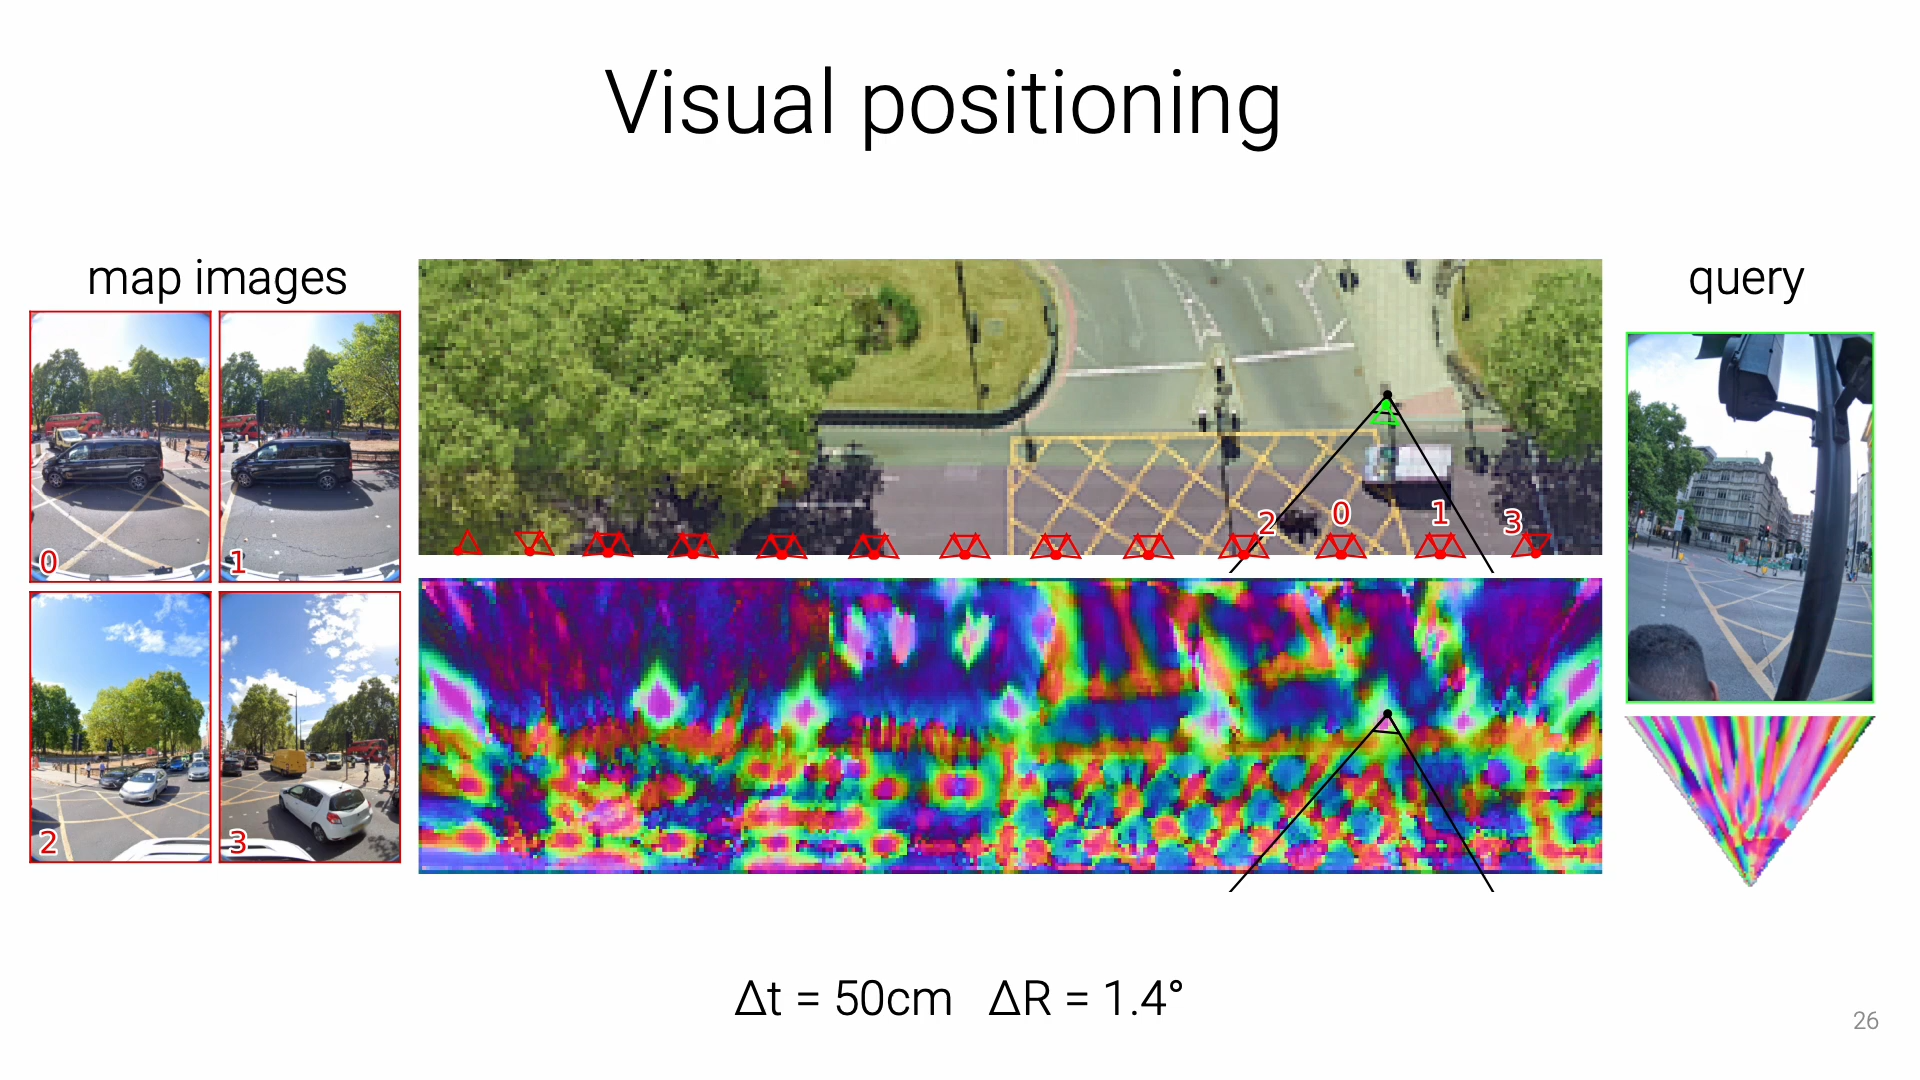 Visual positioning
map images
query
0
1
2
3
2
0
1
3
Δt = 50cm ΔR = 1.4°
26